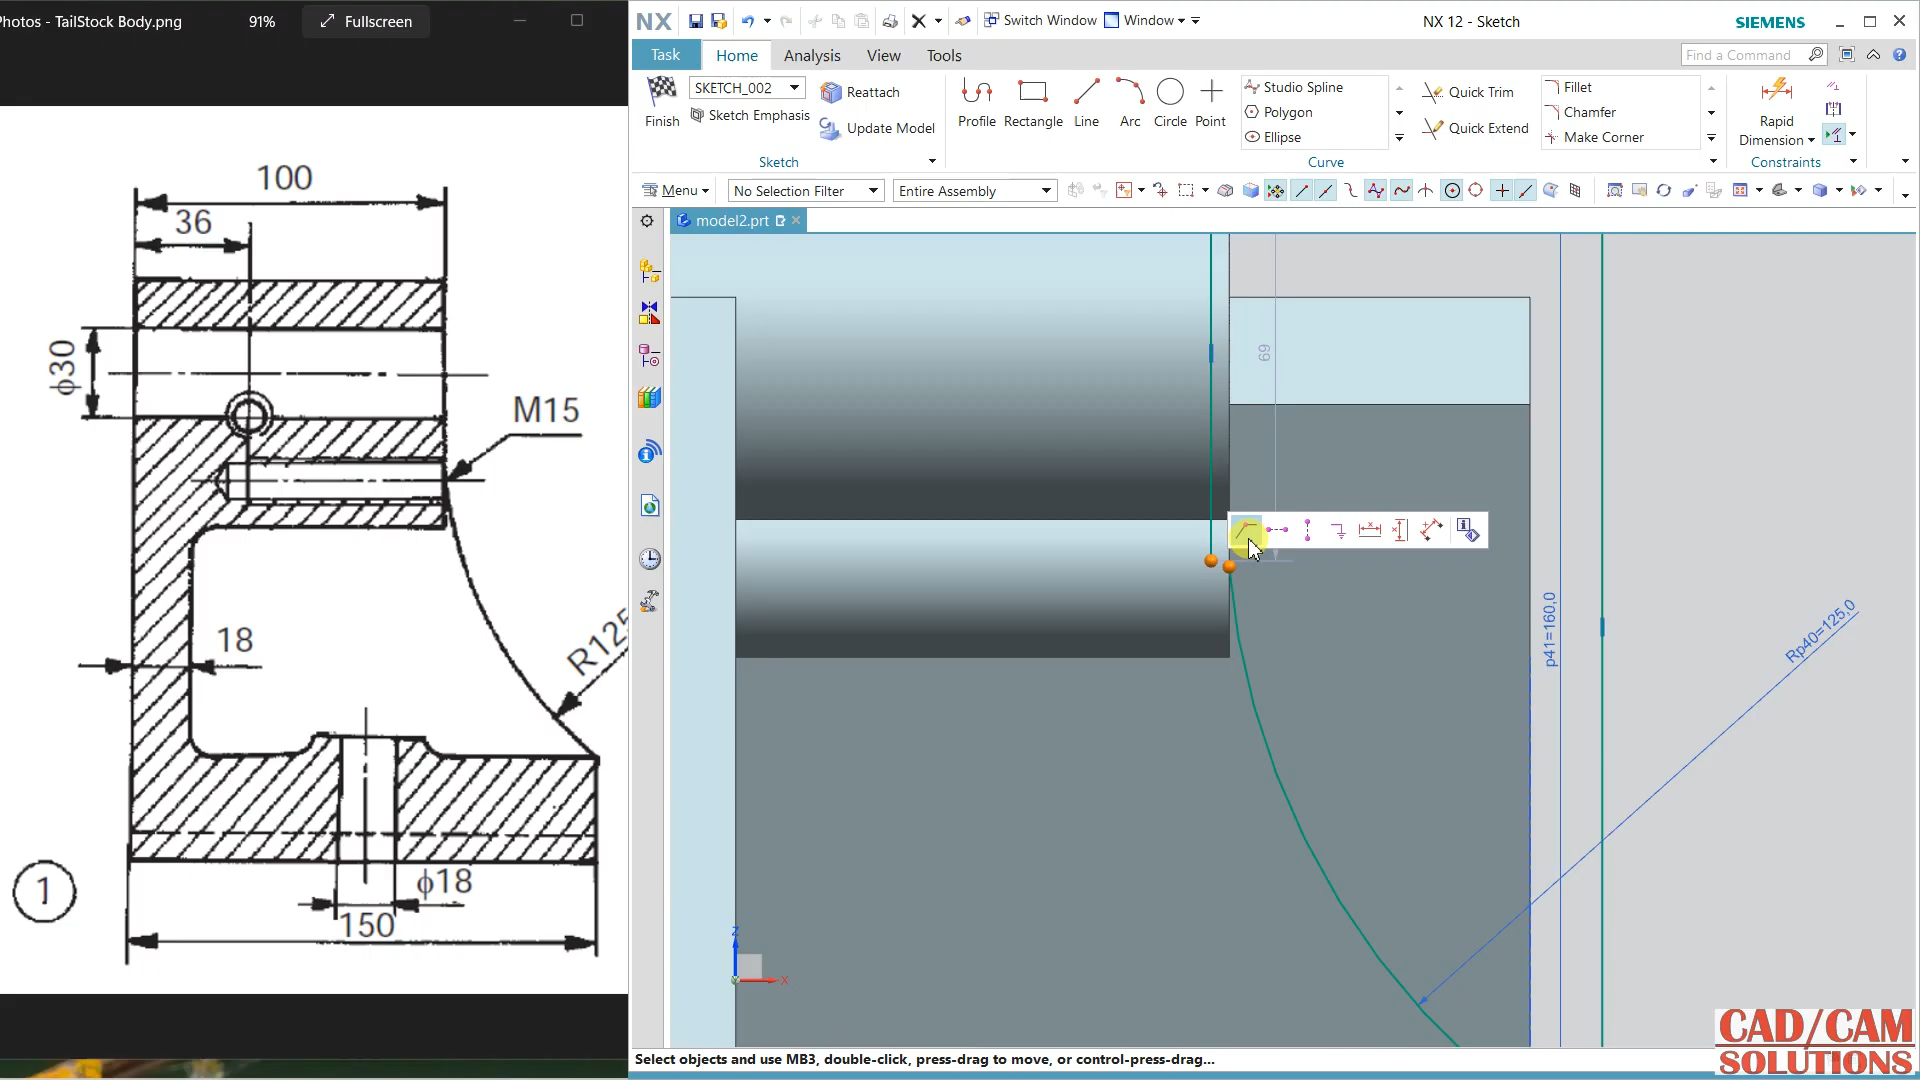 Photos - TailStock Body.png
91%
Fullscreen
NX
Switch Window
Window
NX 12 - Sketch
SIEMENS
Task
Home
Analysis
View
Tools
Find a Command
Finish
SKETCH_002
Sketch Emphasis
Reattach
Update Model
Sketch
Profile
Rectangle
Line
Arc
Circle
Point
Studio Spline
Polygon
Ellipse
Quick Trim
Quick Extend
Fillet
Chamfer
Make Corner
Curve
Rapid
Dimension
Constraints
Menu
No Selection Filter
Entire Assembly
model2.prt
100
36
ϕ30
M15
18
R125
ϕ18
150
1
69
p41=160,0
Rp40=125,0
Z
X
Select objects and use MB3, double-click, press-drag to move, or control-press-drag...
CAD/CAM
SOLUTIONS